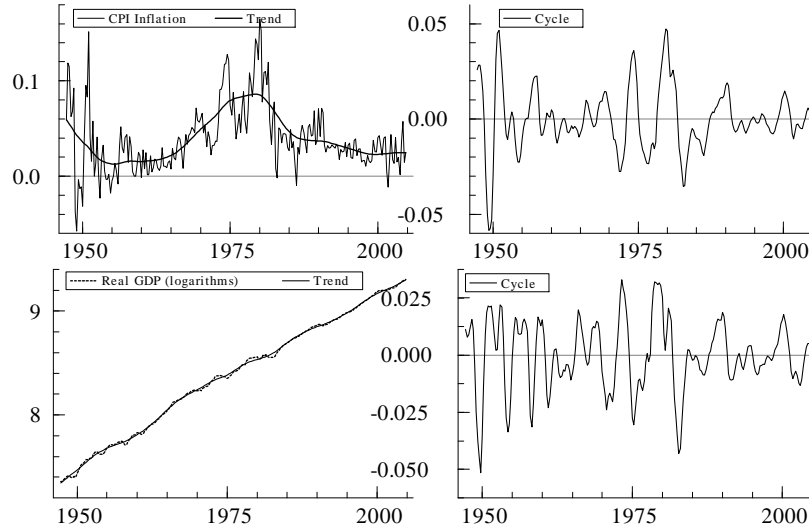 CPI Inflation Trend
0.1
0.0
1950 1975 2000
Cycle
0.05
0.00
-0.05
1950 1975 2000
Real GDP (logarithms) Trend
9
8
1950 1975 2000
Cycle
0.025
0.000
-0.025
-0.050
1950 1975 2000